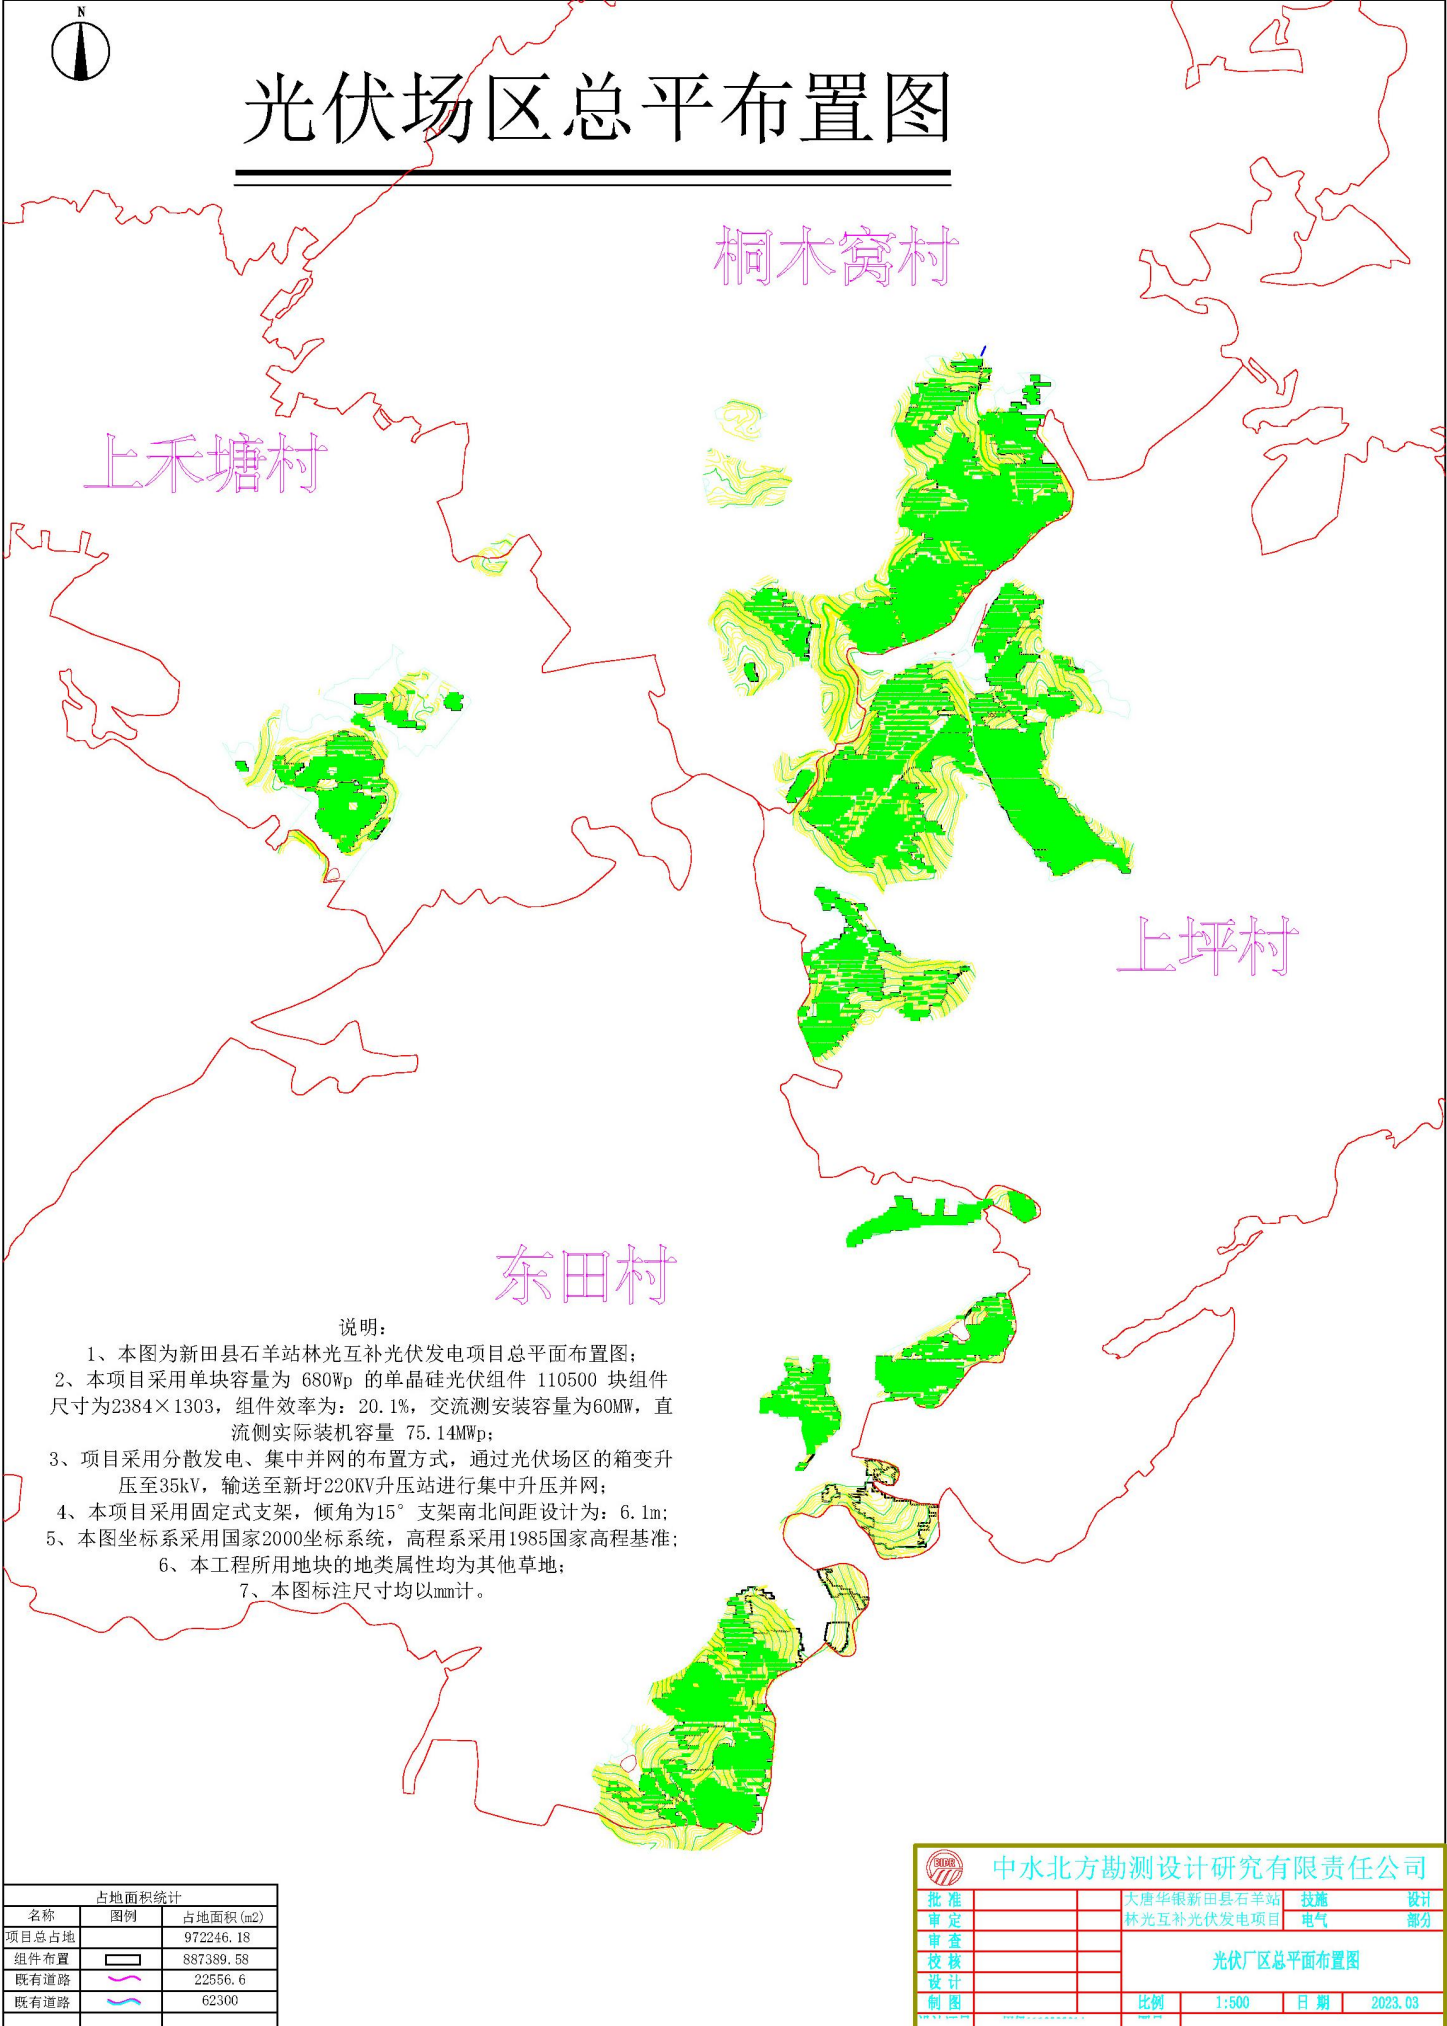 N
光伏场区总平布置图
桐木窝村
上禾塘村
上坪村
东田村
说明：
1、本图为新田县石羊站林光互补光伏发电项目总平面布置图；
2、本项目采用单块容量为 680Wp 的单晶硅光伏组件 110500 块组件
尺寸为2384×1303，组件效率为：20.1%，交流测安装容量为60MW，直
流侧实际装机容量 75.14MWp；
3、项目采用分散发电、集中并网的布置方式，通过光伏场区的箱变升
压至35kV，输送至新圩220KV升压站进行集中升压并网；
4、本项目采用固定式支架，倾角为15° 支架南北间距设计为：6.1m；
5、本图坐标系采用国家2000坐标系统，高程系采用1985国家高程基准；
6、本工程所用地块的地类属性均为其他草地；
7、本图标注尺寸均以mm计。
占地面积统计
名称 图例 占地面积(m2)
项目总占地 972246.18
组件布置 887389.58
既有道路 22556.6
既有道路 62300
BIDR 中水北方勘测设计研究有限责任公司
批准 大唐华银新田县石羊站 技施 设计
审定 林光互补光伏发电项目 电气 部分
审查
校核 光伏厂区总平面布置图
设计
制图 比例 1:500 日期 2023.03